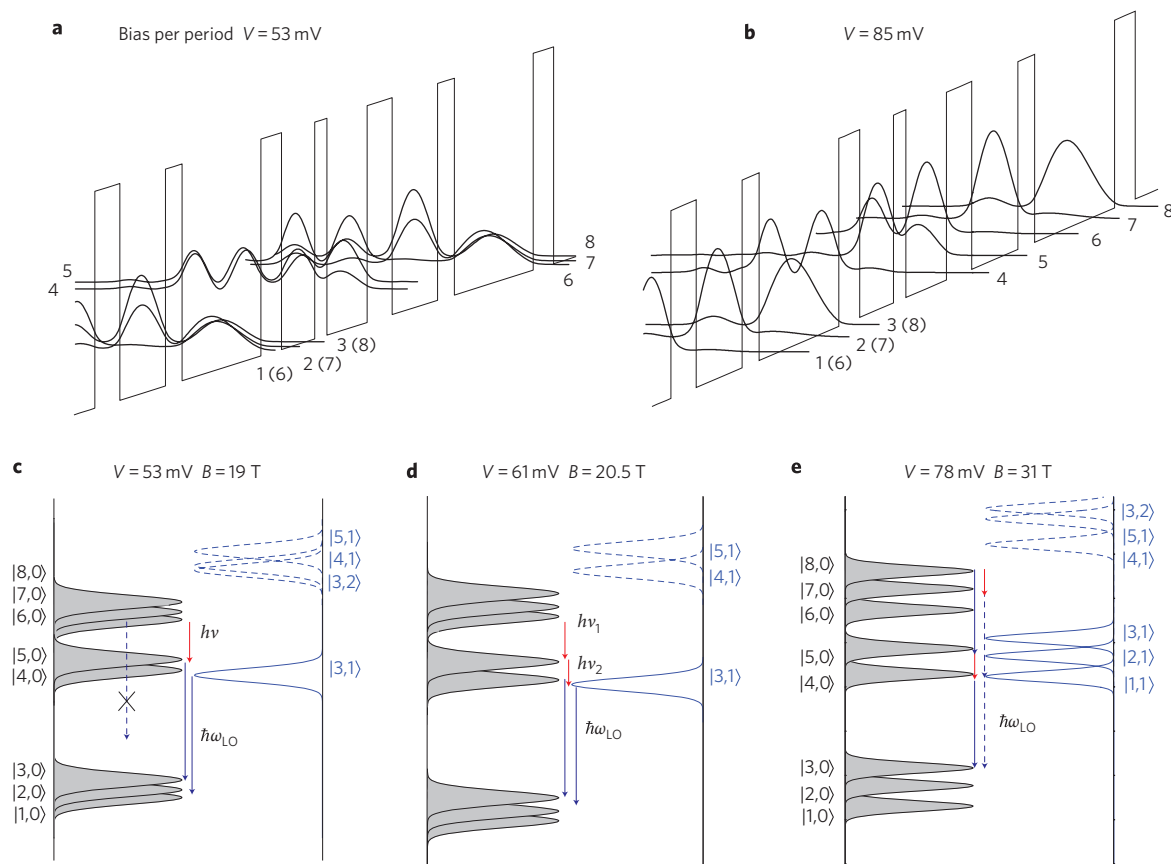 a
Bias per period V = 53 mV
5
4
8
7
6
3 (8)
2 (7)
1 (6)
b
V = 85 mV
8
7
6
5
4
3 (8)
2 (7)
1 (6)
c
V = 53 mV B = 19 T
|8,0⟩
|7,0⟩
|6,0⟩
|5,0⟩
|4,0⟩
|3,0⟩
|2,0⟩
|1,0⟩
hν
ħω_LO
|5,1⟩
|4,1⟩
|3,2⟩
|3,1⟩
d
V = 61 mV B = 20.5 T
hν₁
hν₂
ħω_LO
|5,1⟩
|4,1⟩
|3,1⟩
e
V = 78 mV B = 31 T
|8,0⟩
|7,0⟩
|6,0⟩
|5,0⟩
|4,0⟩
|3,0⟩
|2,0⟩
|1,0⟩
ħω_LO
|3,2⟩
|5,1⟩
|4,1⟩
|3,1⟩
|2,1⟩
|1,1⟩